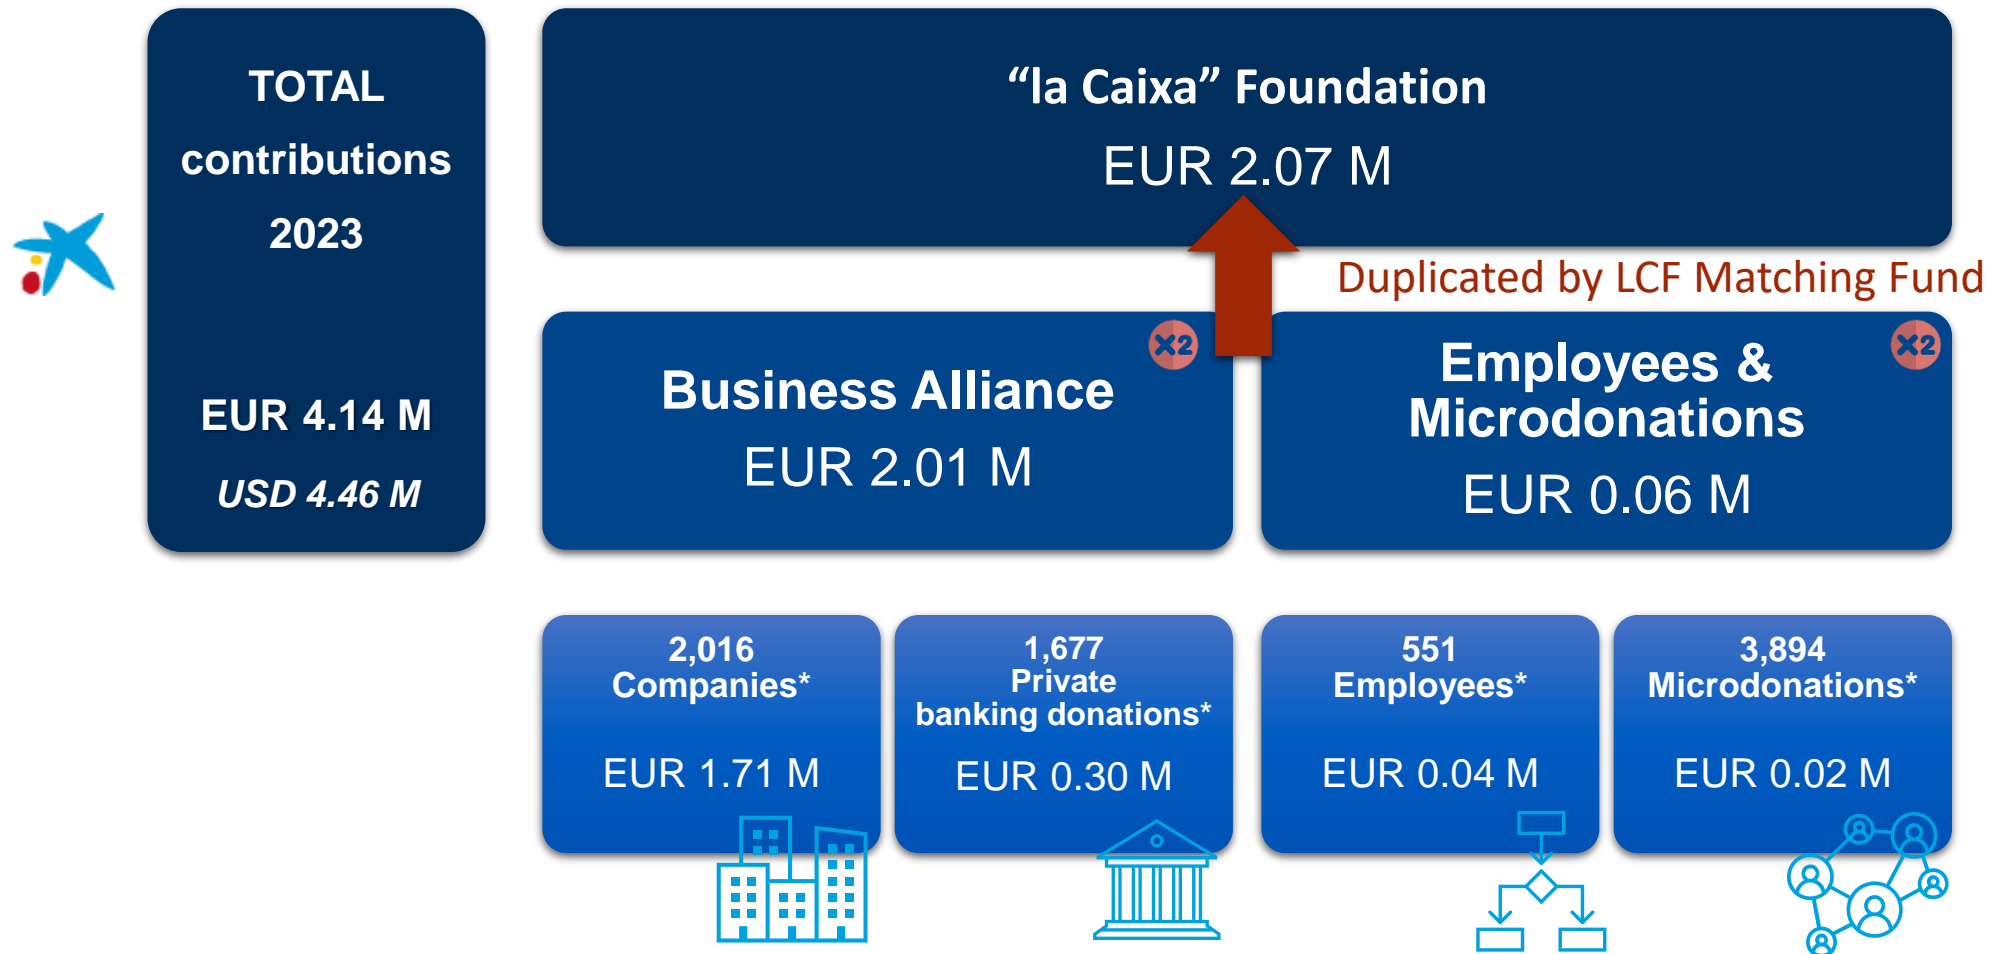 TOTAL
contributions
2023
EUR 4.14 M
USD 4.46 M
“la Caixa” Foundation
EUR 2.07 M
Duplicated by LCF Matching Fund
Business Alliance
EUR 2.01 M
×2
Employees &
Microdonations
EUR 0.06 M
×2
2,016
Companies*
EUR 1.71 M
1,677
Private
banking donations*
EUR 0.30 M
551
Employees*
EUR 0.04 M
3,894
Microdonations*
EUR 0.02 M